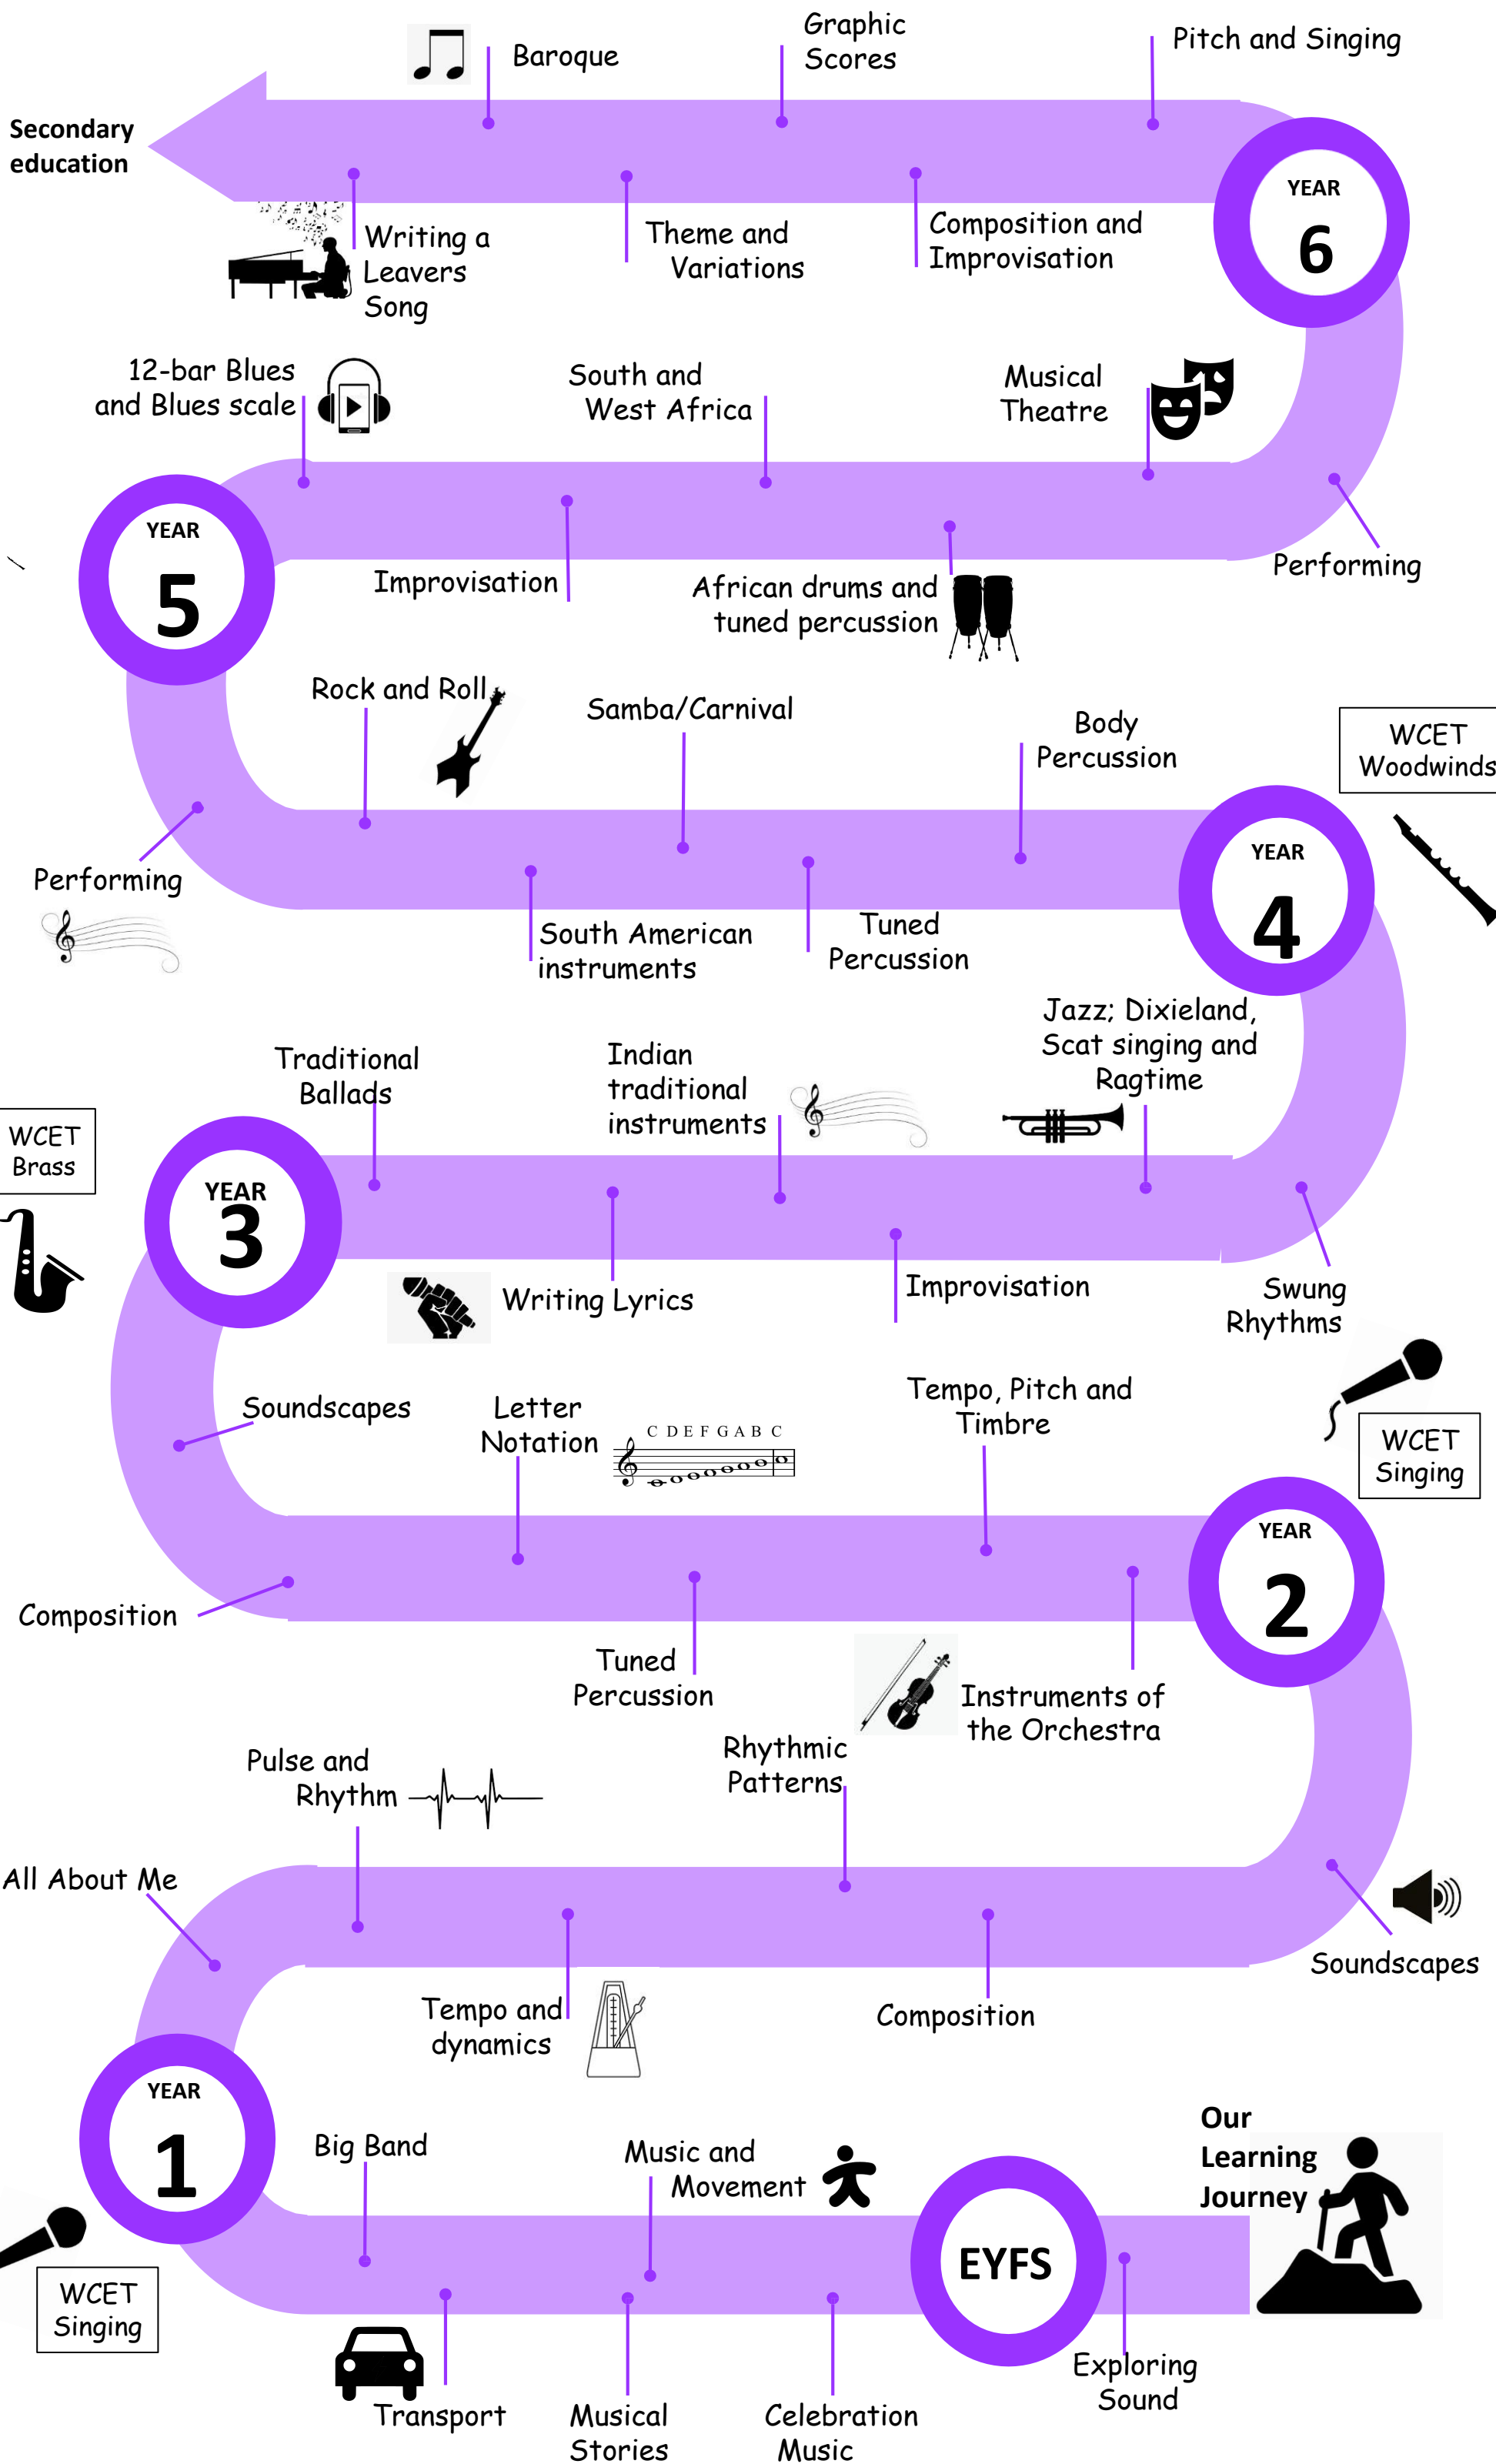 Graphic
Scores
Pitch and Singing
Baroque
Secondary
education
YEAR
6
Writing a
Leavers
Song
Theme and
Variations
Composition and
Improvisation
12-bar Blues
and Blues scale
South and
West Africa
Musical
Theatre
YEAR
5
Improvisation
African drums and
tuned percussion
Performing
Rock and Roll
Samba/Carnival
Body
Percussion
WCET
Woodwinds
YEAR
4
Performing
South American
instruments
Tuned
Percussion
Traditional
Ballads
Indian
traditional
instruments
Jazz; Dixieland,
Scat singing and
Ragtime
WCET
Brass
YEAR
3
Writing Lyrics
Improvisation
Swung
Rhythms
Soundscapes
Letter
Notation
C D E F G A B C
Tempo, Pitch and
Timbre
WCET
Singing
YEAR
2
Composition
Tuned
Percussion
Instruments of
the Orchestra
Pulse and
Rhythm
Rhythmic
Patterns
All About Me
Soundscapes
Tempo and
dynamics
Composition
YEAR
1
Big Band
Music and
Movement
Our
Learning
Journey
EYFS
WCET
Singing
Transport
Musical
Stories
Celebration
Music
Exploring
Sound